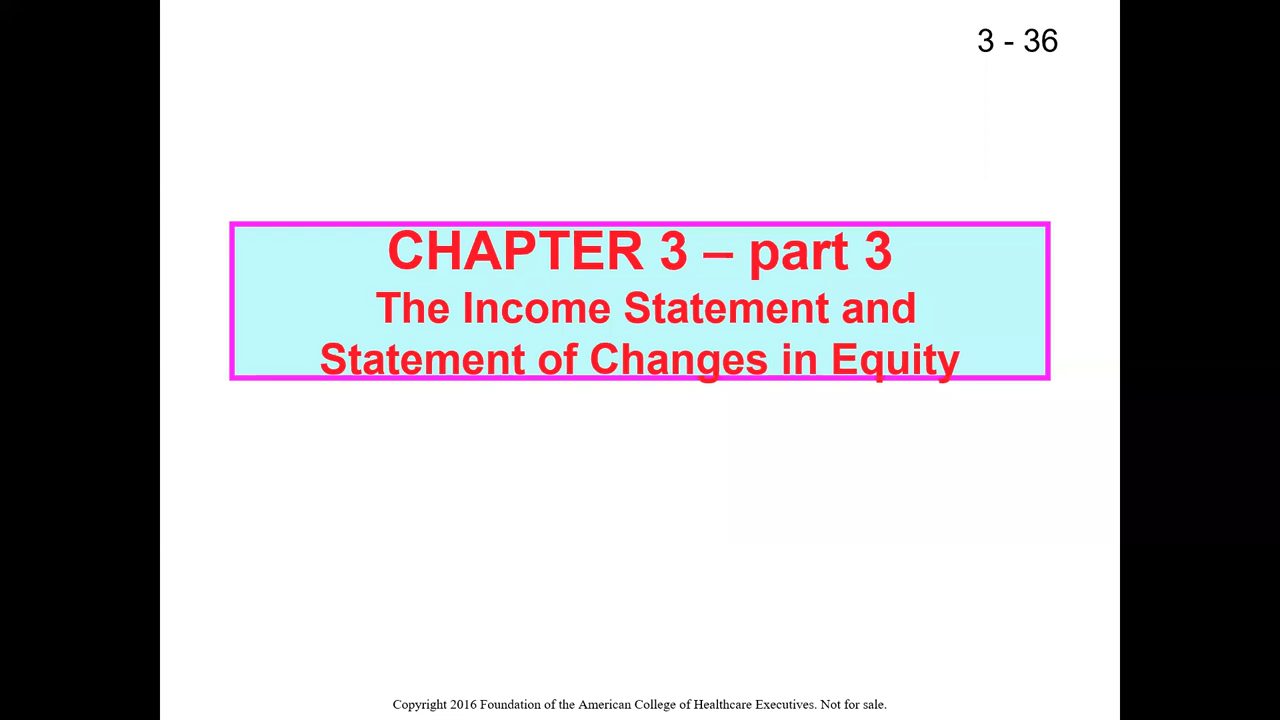 3 - 36
CHAPTER 3 – part 3
The Income Statement and
Statement of Changes in Equity
Copyright 2016 Foundation of the American College of Healthcare Executives. Not for sale.